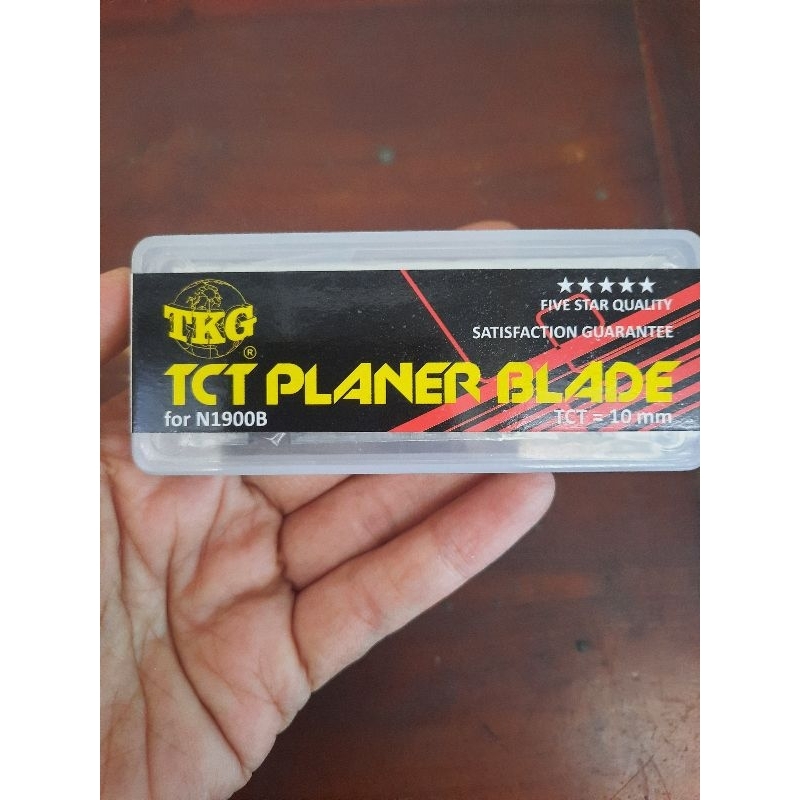 ★★★★★
FIVE STAR QUALITY
TKG
®
SATISFACTION GUARANTEE
TCT PLANER BLADE
for N1900B
TCT = 10 mm